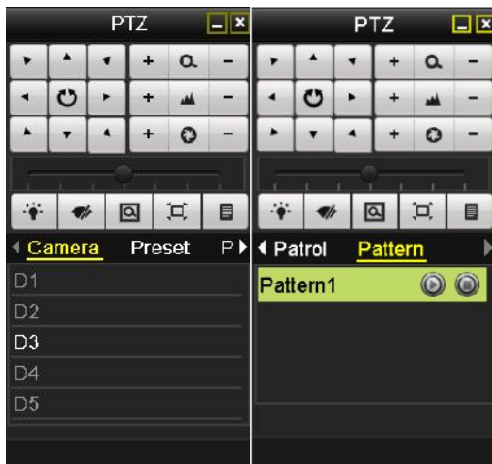 PTZ
Camera Preset P
D1
D2
D3
D4
D5
PTZ
Patrol Pattern
Pattern1